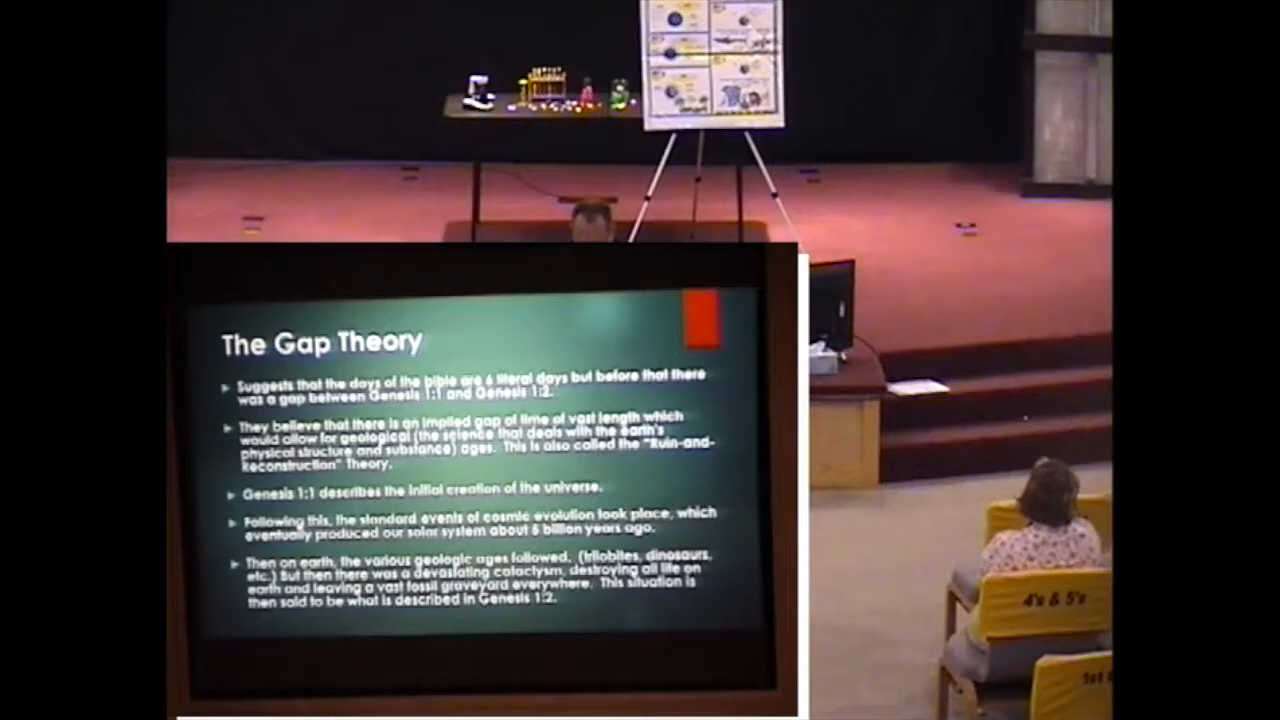 The Gap Theory
Suggests that the days of the bible are 6 literal days but before that there
was a gap between Genesis 1:1 and Genesis 1:2.
They believe that there is an implied gap of time of vast length which
would allow for geological (the science that deals with the earth's
physical structure and substance) ages. This is also called the "Ruin-and-
Reconstruction" Theory.
Genesis 1:1 describes the initial creation of the universe.
Following this, the standard events of cosmic evolution took place, which
eventually produced our solar system about 5 billion years ago.
Then on earth, the various geologic ages followed. (trilobites, dinosaurs,
etc.) But then there was a devastating cataclysm, destroying all life on
earth and leaving a vast fossil graveyard everywhere. This situation is
then said to be what is described in Genesis 1:2.
4's & 5's
1st